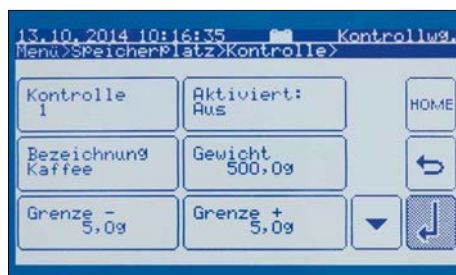 13.10.2014 10:16:35 Kontrollwg.
Menü>Speicherplatz>Kontrolle>
Kontrolle
1
Aktiviert:
Aus
HOME
Bezeichnung
Kaffee
Gewicht
500,0g
Grenze -
5,0g
Grenze +
5,0g